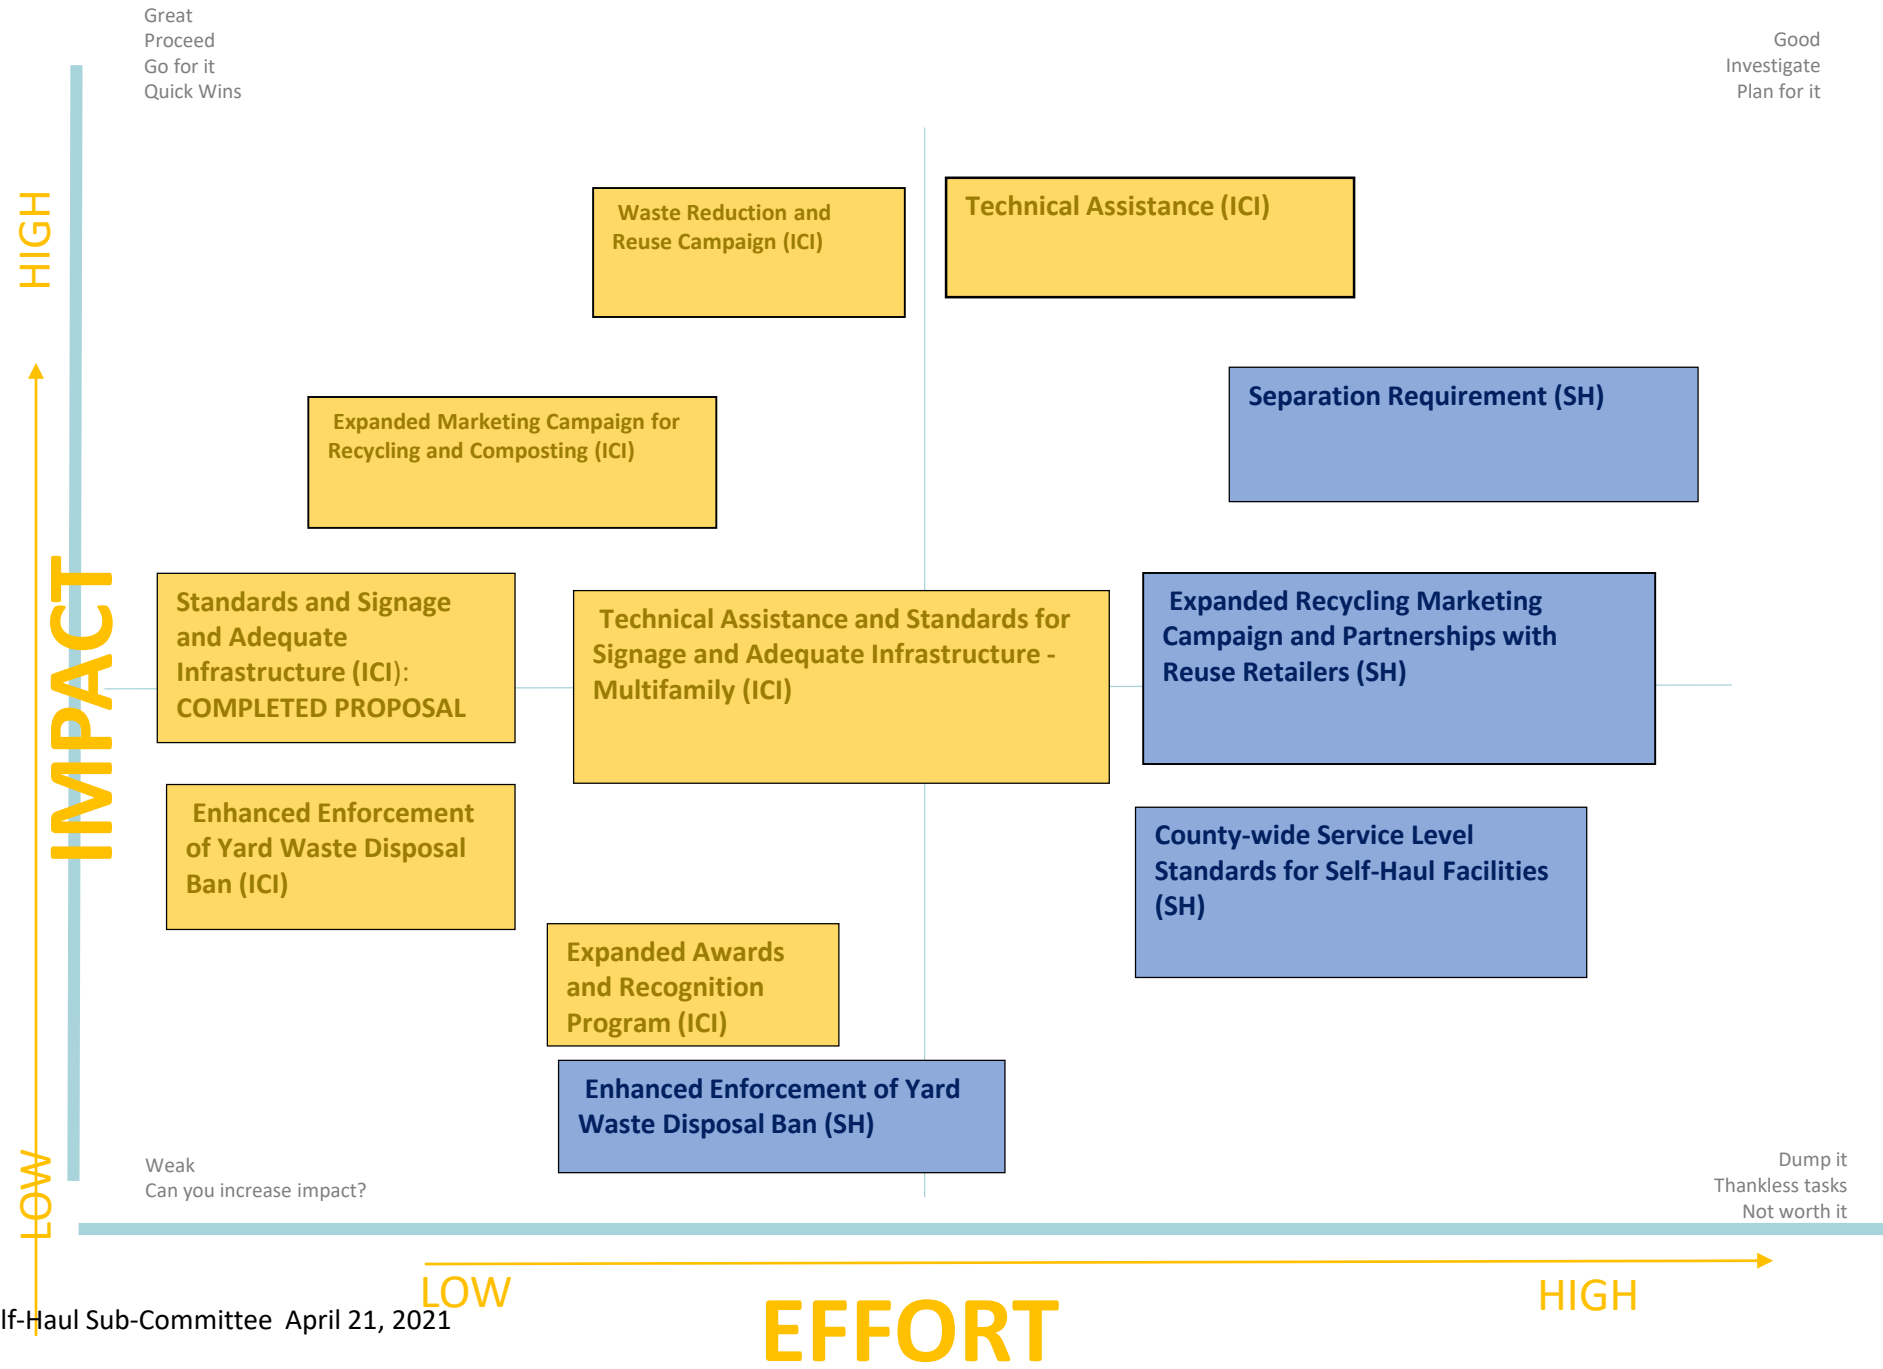 Great
Proceed
Go for it
Quick Wins
Good
Investigate
Plan for it
HIGH
IMPACT
LOW
Waste Reduction and
Reuse Campaign (ICI)
Technical Assistance (ICI)
Separation Requirement (SH)
Expanded Marketing Campaign for
Recycling and Composting (ICI)
Standards and Signage
and Adequate
Infrastructure (ICI):
COMPLETED PROPOSAL
Technical Assistance and Standards for
Signage and Adequate Infrastructure -
Multifamily (ICI)
Expanded Recycling Marketing
Campaign and Partnerships with
Reuse Retailers (SH)
Enhanced Enforcement
of Yard Waste Disposal
Ban (ICI)
County-wide Service Level
Standards for Self-Haul Facilities
(SH)
Expanded Awards
and Recognition
Program (ICI)
Enhanced Enforcement of Yard
Waste Disposal Ban (SH)
Weak
Can you increase impact?
Dump it
Thankless tasks
Not worth it
LOW
EFFORT
HIGH
lf-Haul Sub-Committee April 21, 2021